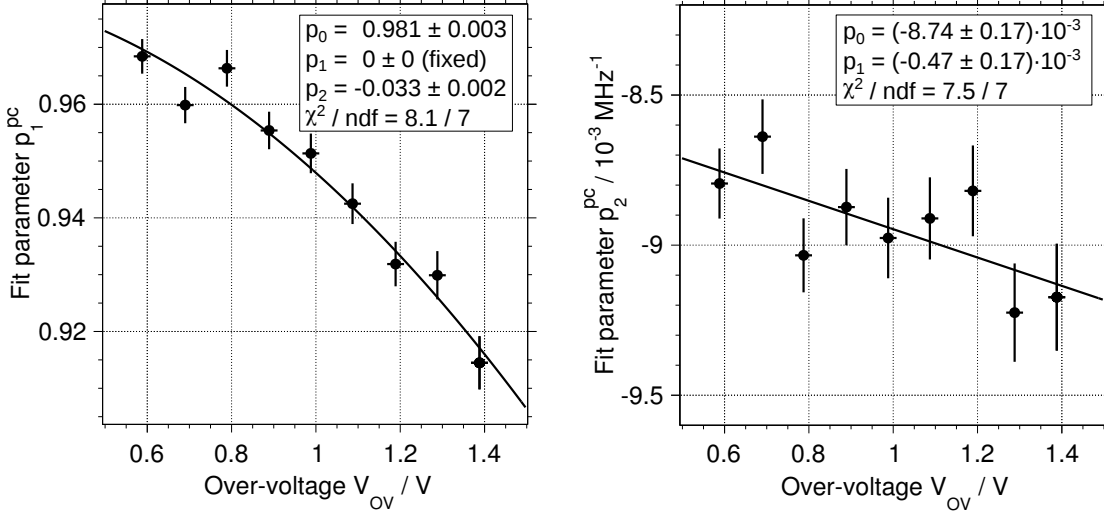 p0 = 0.981 ± 0.003
p1 = 0 ± 0 (fixed)
p2 = -0.033 ± 0.002
χ2 / ndf = 8.1 / 7
0.96
0.94
0.92
Fit parameter p1pc
0.6 0.8 1 1.2 1.4
Over-voltage VOV / V
p0 = (-8.74 ± 0.17)·10-3
p1 = (-0.47 ± 0.17)·10-3
χ2 / ndf = 7.5 / 7
-8.5
-9
-9.5
Fit parameter p2pc / 10-3 MHz-1
0.6 0.8 1 1.2 1.4
Over-voltage VOV / V